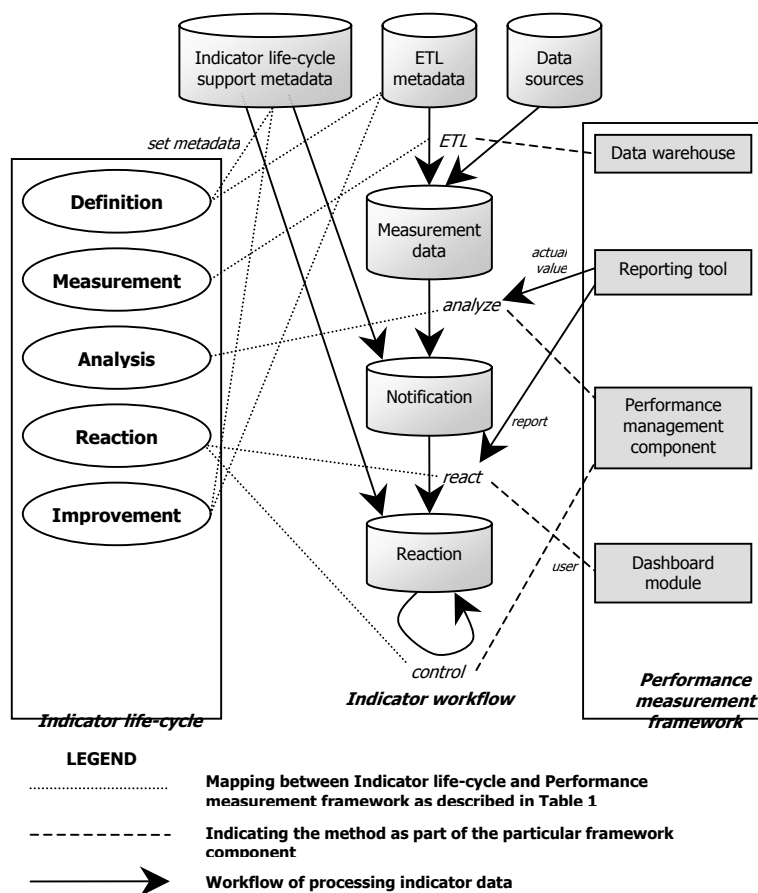 Indicator life-cycle
support metadata
ETL
metadata
Data
sources
set metadata
ETL
Data warehouse
Definition
Measurement
data
actual
value
Reporting tool
Measurement
analyze
Analysis
Notification
Performance
management
component
report
Reaction
react
Improvement
Reaction
user
Dashboard
module
control
Indicator workflow
Indicator life-cycle
Performance
measurement
framework
LEGEND
Mapping between Indicator life-cycle and Performance
measurement framework as described in Table 1
Indicating the method as part of the particular framework
component
Workflow of processing indicator data